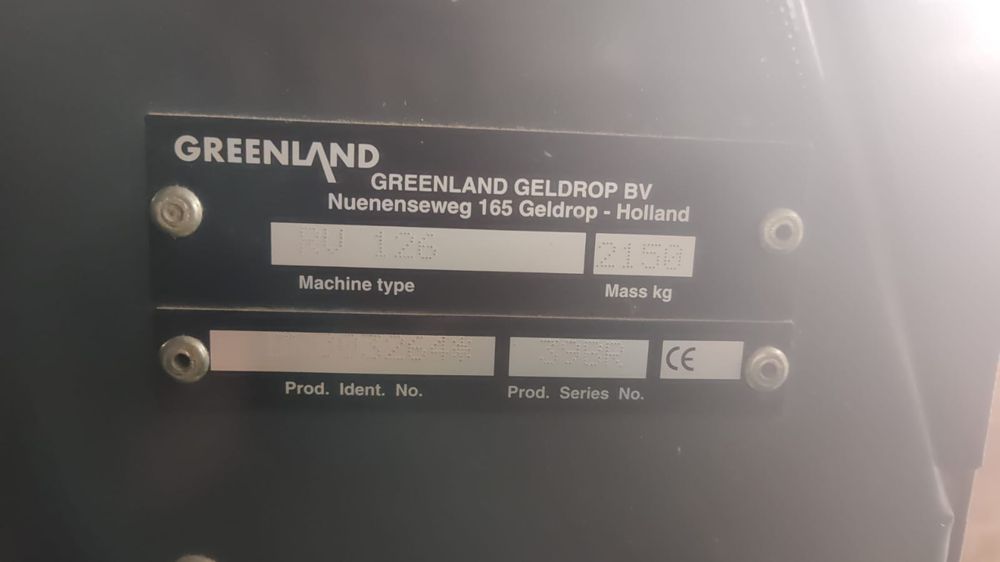 GREENLAND
GREENLAND GELDROP BV
Nuenenseweg 165 Geldrop - Holland
RV 126
2150
Machine type
Mass kg
CE
Prod. Ident. No.
Prod. Series No.